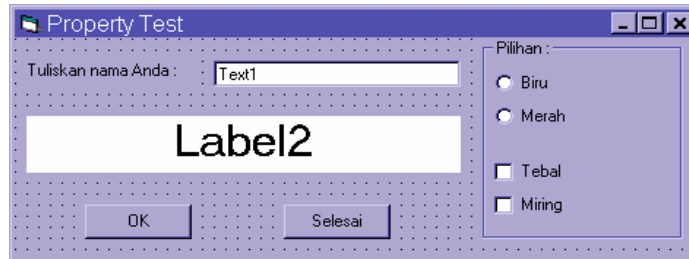 Property Test
Tuliskan nama Anda :
Text1
Label2
OK
Selesai
Pilihan :
Biru
Merah
Tebal
Miring